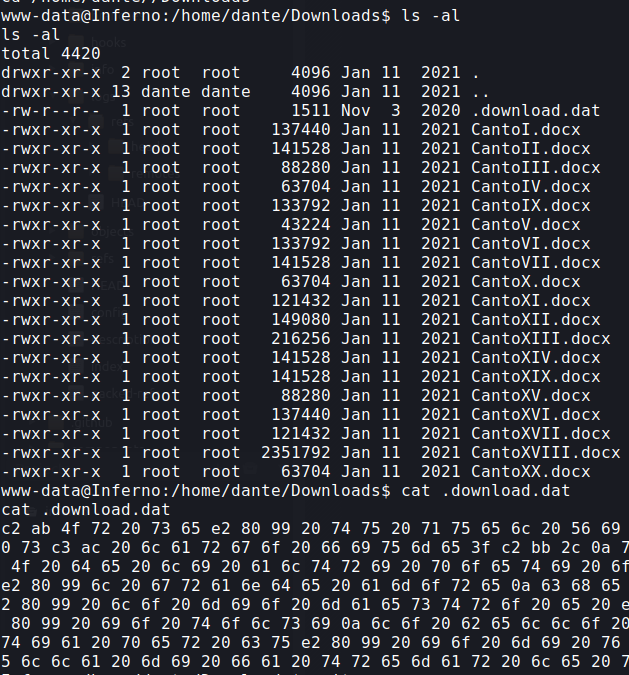 www-data@Inferno:/home/dante/Downloads$ ls -al
ls -al
total 4420
drwxr-xr-x  2 root  root     4096 Jan 11  2021 .
drwxr-xr-x 13 dante dante    4096 Jan 11  2021 ..
-rw-r--r--  1 root  root     1511 Nov  3  2020 .download.dat
-rwxr-xr-x  1 root  root   137440 Jan 11  2021 CantoI.docx
-rwxr-xr-x  1 root  root   141528 Jan 11  2021 CantoII.docx
-rwxr-xr-x  1 root  root    88280 Jan 11  2021 CantoIII.docx
-rwxr-xr-x  1 root  root    63704 Jan 11  2021 CantoIV.docx
-rwxr-xr-x  1 root  root   133792 Jan 11  2021 CantoIX.docx
-rwxr-xr-x  1 root  root    43224 Jan 11  2021 CantoV.docx
-rwxr-xr-x  1 root  root   133792 Jan 11  2021 CantoVI.docx
-rwxr-xr-x  1 root  root   141528 Jan 11  2021 CantoVII.docx
-rwxr-xr-x  1 root  root    63704 Jan 11  2021 CantoX.docx
-rwxr-xr-x  1 root  root   121432 Jan 11  2021 CantoXI.docx
-rwxr-xr-x  1 root  root   149080 Jan 11  2021 CantoXII.docx
-rwxr-xr-x  1 root  root   216256 Jan 11  2021 CantoXIII.docx
-rwxr-xr-x  1 root  root   141528 Jan 11  2021 CantoXIV.docx
-rwxr-xr-x  1 root  root   141528 Jan 11  2021 CantoXIX.docx
-rwxr-xr-x  1 root  root    88280 Jan 11  2021 CantoXV.docx
-rwxr-xr-x  1 root  root   137440 Jan 11  2021 CantoXVI.docx
-rwxr-xr-x  1 root  root   121432 Jan 11  2021 CantoXVII.docx
-rwxr-xr-x  1 root  root  2351792 Jan 11  2021 CantoXVIII.docx
-rwxr-xr-x  1 root  root    63704 Jan 11  2021 CantoXX.docx
www-data@Inferno:/home/dante/Downloads$ cat .download.dat
cat .download.dat
c2 ab 4f 72 20 73 65 e2 80 99 20 74 75 20 71 75 65 6c 20 56 69
0 73 c3 ac 20 6c 61 72 67 6f 20 66 69 75 6d 65 3f c2 bb 2c 0a 7
4f 20 64 65 20 6c 69 20 61 6c 74 72 69 20 70 6f 65 74 69 20 6f
e2 80 99 6c 20 67 72 61 6e 64 65 20 61 6d 6f 72 65 0a 63 68 65
2 80 99 20 6c 6f 20 6d 69 6f 20 6d 61 65 73 74 72 6f 20 65 20 e
80 99 20 69 6f 20 74 6f 6c 73 69 0a 6c 6f 20 62 65 6c 6c 6f 20
74 69 61 20 70 65 72 20 63 75 e2 80 99 20 69 6f 20 6d 69 20 76
5 6c 6c 61 20 6d 69 20 66 61 20 74 72 65 6d 61 72 20 6c 65 20 7